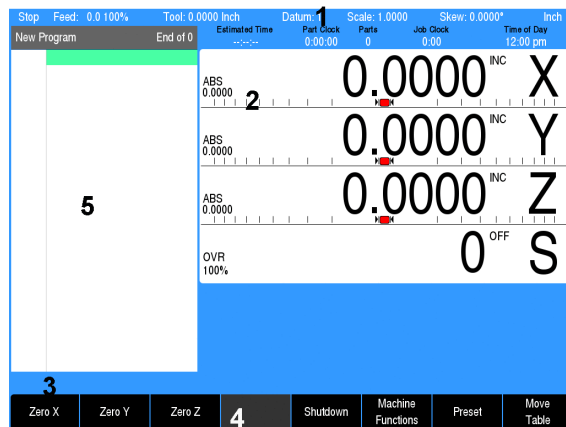 Stop Feed: 0.0 100% Tool: 0.0000 Inch Datum: 1 Scale: 1.0000 Skew: 0.0000° Inch
New Program End of 0
Estimated Time Part Clock Parts Job Clock Time of Day
--:--:-- 0:00:00 0 0:00 12:00 pm
1
ABS 0.0000 INC X
0.0000
2
ABS 0.0000 INC Y
0.0000
ABS 0.0000 INC Z
0.0000
5
OVR 0 OFF S
100%
3
Zero X Zero Y Zero Z 4 Shutdown Machine Functions Preset Move Table